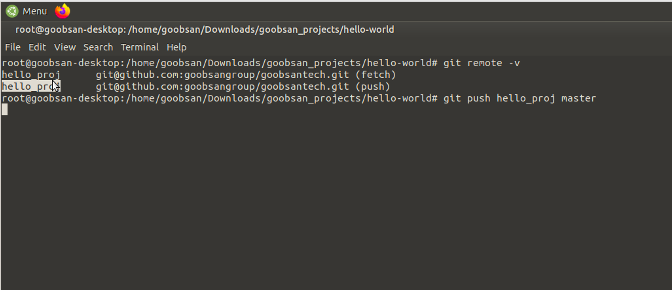 Menu
root@goobsan-desktop:/home/goobsan/Downloads/goobsan_projects/hello-world
File Edit View Search Terminal Help
root@goobsan-desktop:/home/goobsan/Downloads/goobsan_projects/hello-world# git remote -v
hello_proj git@github.com:goobsangroup/goobsantech.git (fetch)
hello_proj git@github.com:goobsangroup/goobsantech.git (push)
root@goobsan-desktop:/home/goobsan/Downloads/goobsan_projects/hello-world# git push hello_proj master